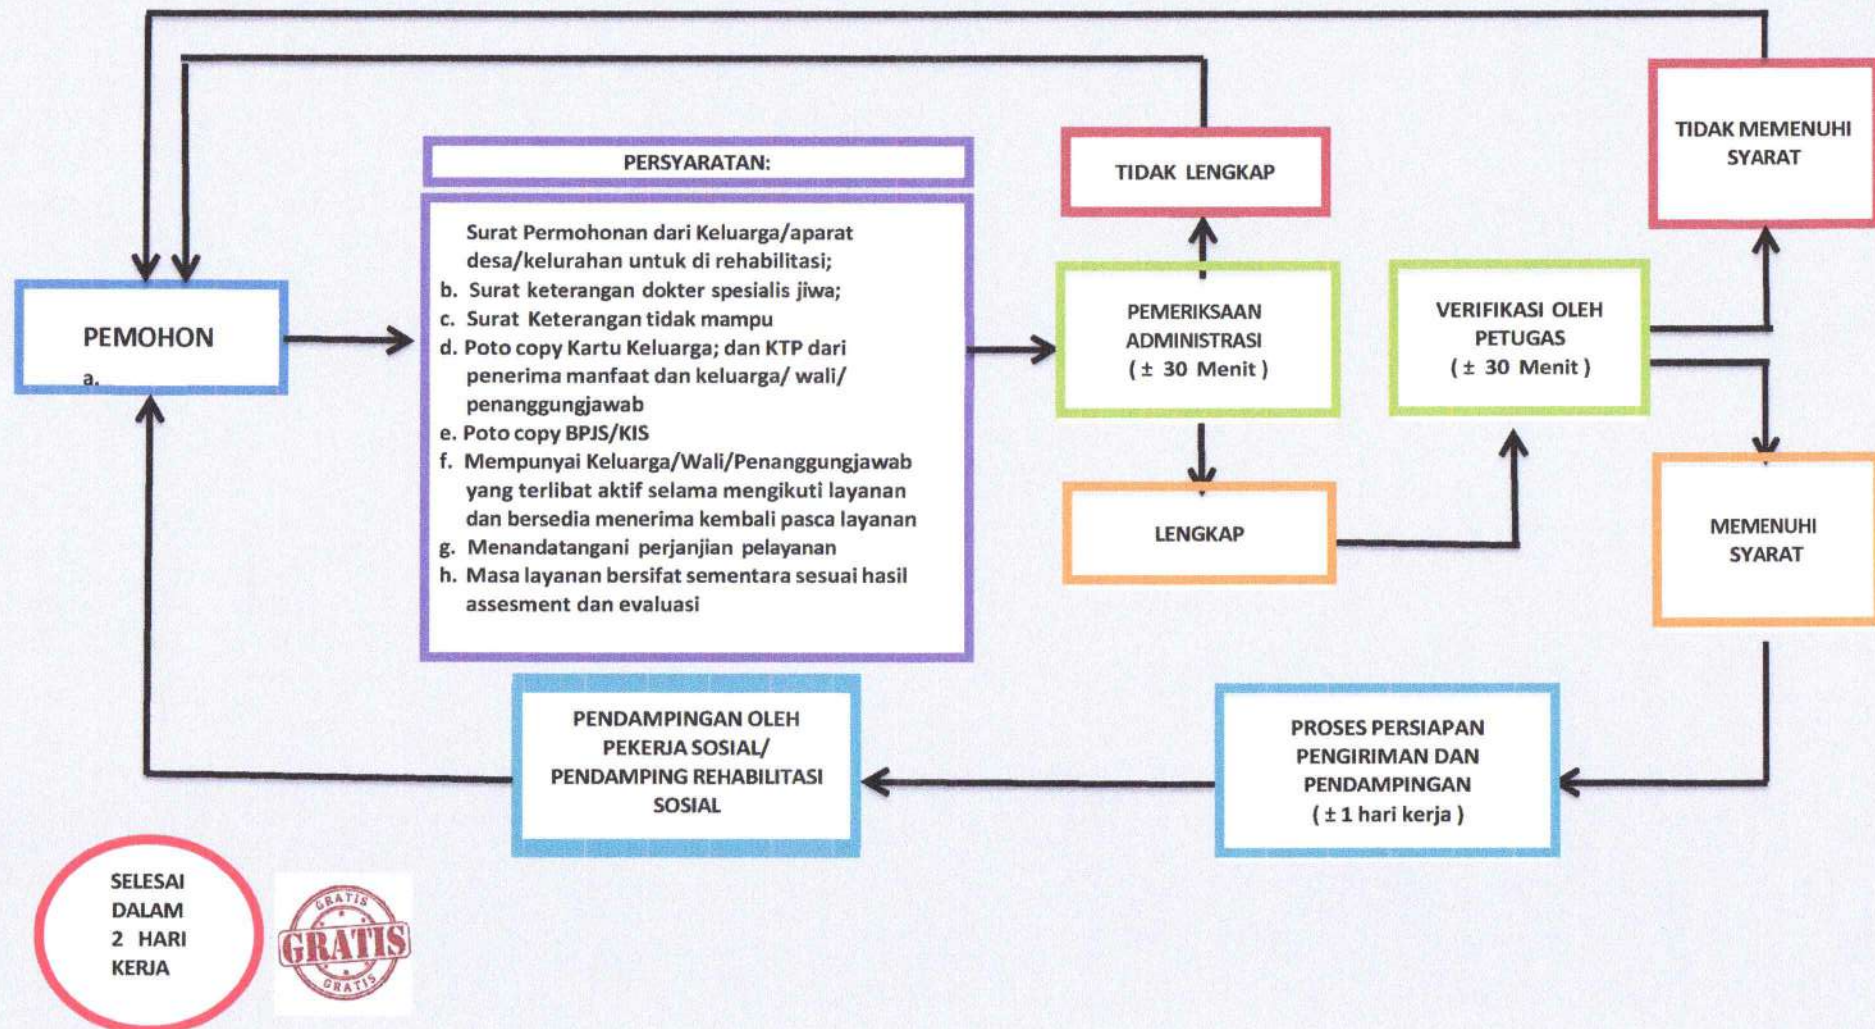 PEMOHON
a.
PERSYARATAN:
Surat Permohonan dari Keluarga/aparat
desa/kelurahan untuk di rehabilitasi;
b. Surat keterangan dokter spesialis jiwa;
c. Surat Keterangan tidak mampu
d. Poto copy Kartu Keluarga; dan KTP dari
penerima manfaat dan keluarga/ wali/
penanggungjawab
e. Poto copy BPJS/KIS
f. Mempunyai Keluarga/Wali/Penanggungjawab
yang terlibat aktif selama mengikuti layanan
dan bersedia menerima kembali pasca layanan
g. Menandatangani perjanjian pelayanan
h. Masa layanan bersifat sementara sesuai hasil
assesment dan evaluasi
TIDAK LENGKAP
PEMERIKSAAN
ADMINISTRASI
( ± 30 Menit )
LENGKAP
VERIFIKASI OLEH
PETUGAS
( ± 30 Menit )
TIDAK MEMENUHI
SYARAT
MEMENUHI
SYARAT
PROSES PERSIAPAN
PENGIRIMAN DAN
PENDAMPINGAN
( ± 1 hari kerja )
PENDAMPINGAN OLEH
PEKERJA SOSIAL/
PENDAMPING REHABILITASI
SOSIAL
SELESAI
DALAM
2 HARI
KERJA
GRATIS
GRATIS
GRATIS